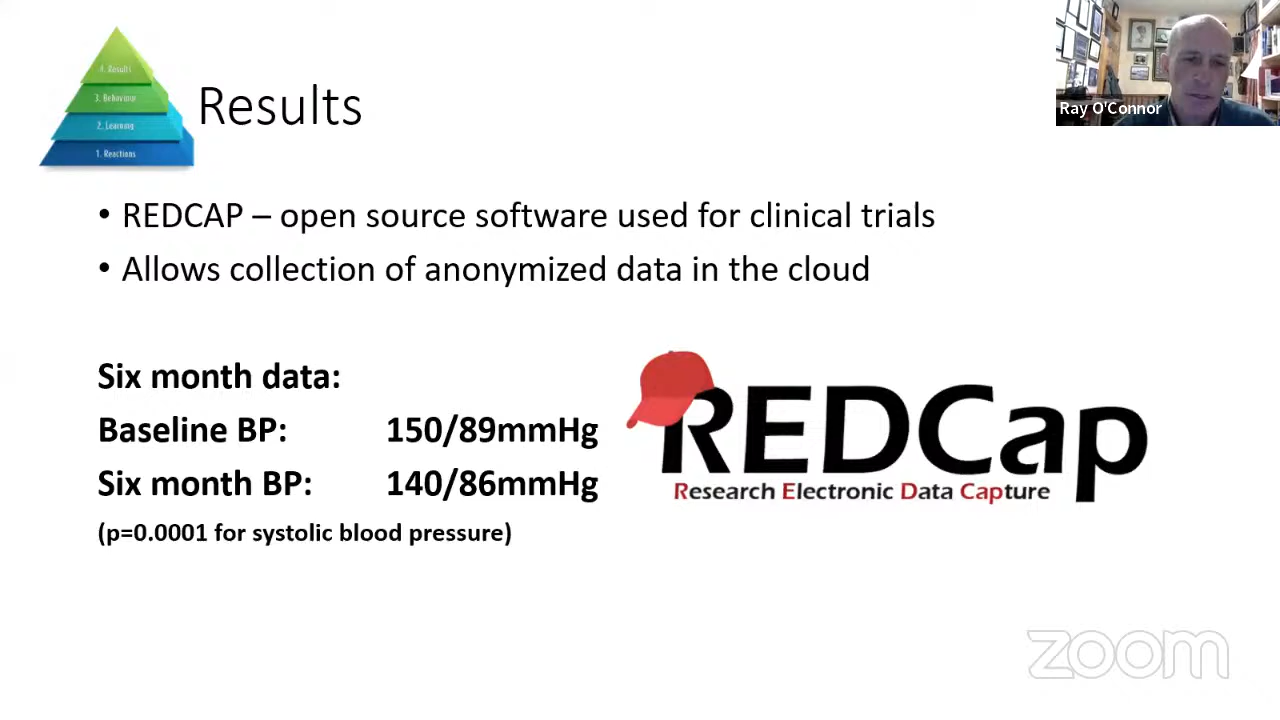 4. Results
3. Behaviour
2. Learning
1. Reactions
Results
Ray O'Connor
• REDCAP – open source software used for clinical trials
• Allows collection of anonymized data in the cloud
Six month data:
Baseline BP: 150/89mmHg
Six month BP: 140/86mmHg
(p=0.0001 for systolic blood pressure)
REDCap
Research Electronic Data Capture
zoom